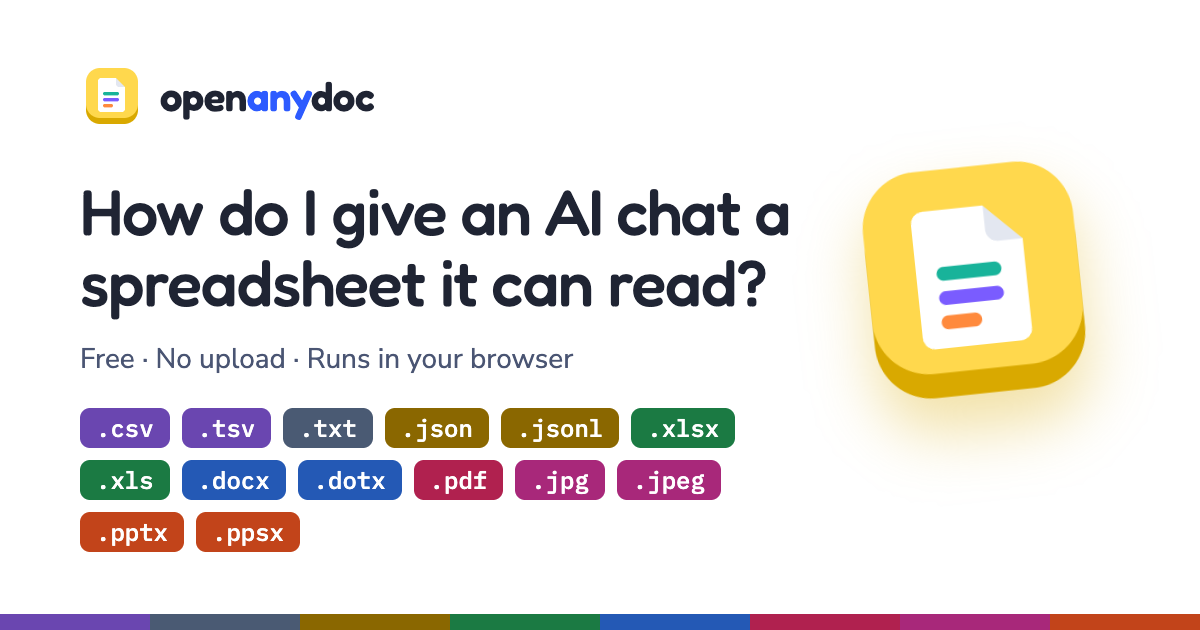 openanydoc
How do I give an AI chat a
spreadsheet it can read?
Free · No upload · Runs in your browser
.csv .tsv .txt .json .jsonl .xlsx
.xls .docx .dotx .pdf .jpg .jpeg
.pptx .ppsx